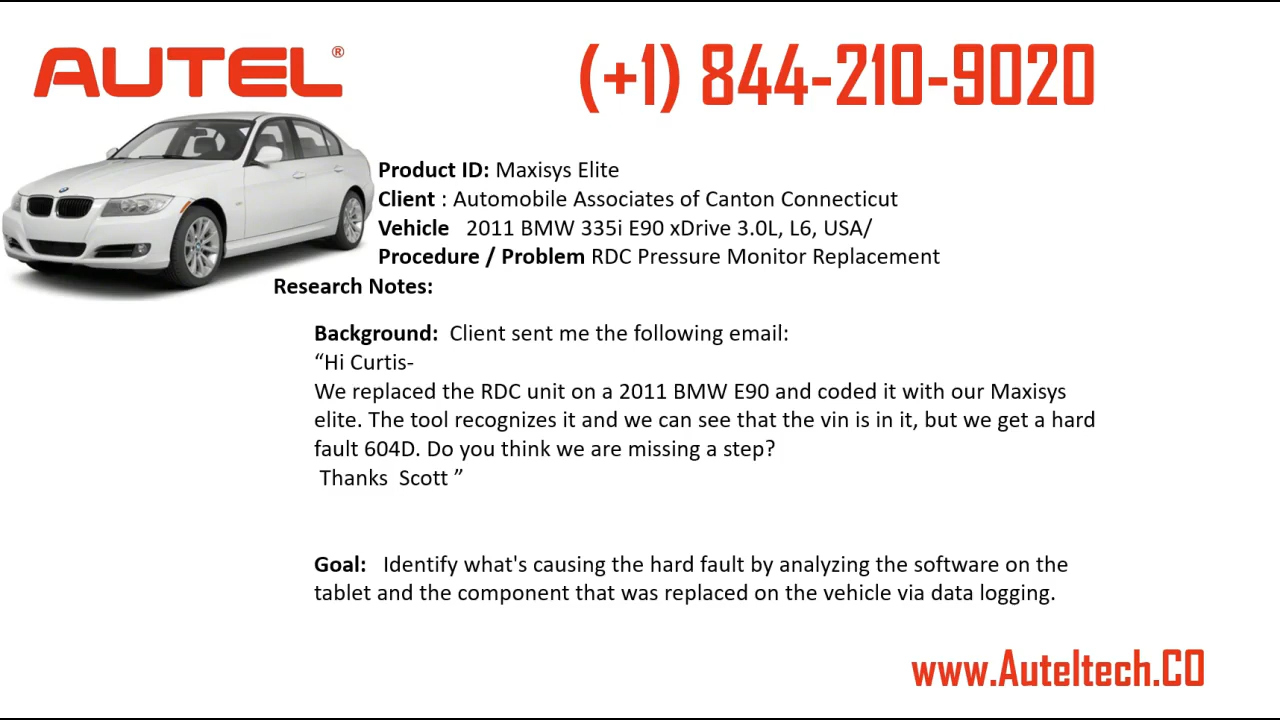 AUTEL®
(+1) 844-210-9020
Product ID: Maxisys Elite
Client : Automobile Associates of Canton Connecticut
Vehicle 2011 BMW 335i E90 xDrive 3.0L, L6, USA/
Procedure / Problem RDC Pressure Monitor Replacement
Research Notes:
Background: Client sent me the following email:
“Hi Curtis-
We replaced the RDC unit on a 2011 BMW E90 and coded it with our Maxisys
elite. The tool recognizes it and we can see that the vin is in it, but we get a hard
fault 604D. Do you think we are missing a step?
Thanks Scott ”
Goal: Identify what's causing the hard fault by analyzing the software on the
tablet and the component that was replaced on the vehicle via data logging.
www.Auteltech.CO